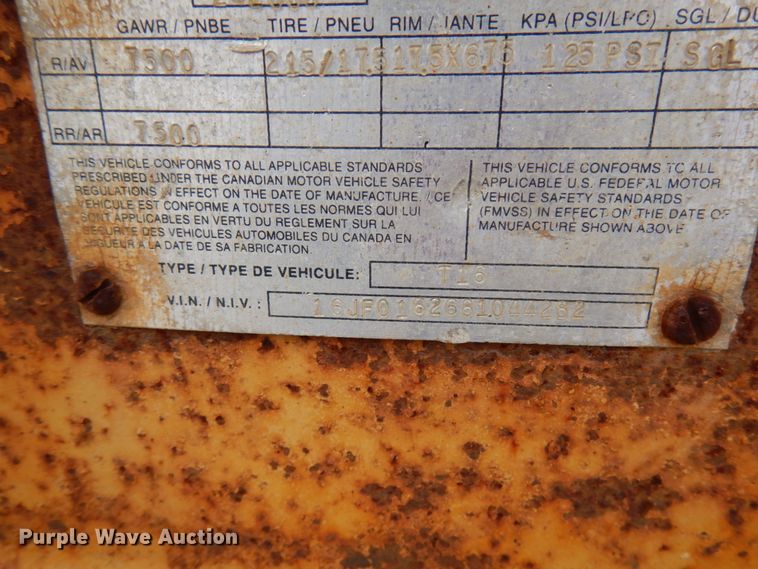 GAWR / PNBE TIRE / PNEU RIM / JANTE KPA (PSI/LPC) SGL / DU
R/AV 7500 215/17.5 17.5X6.75 125 PSI SGL
RR/AR 7500
THIS VEHICLE CONFORMS TO ALL APPLICABLE STANDARDS
PRESCRIBED UNDER THE CANADIAN MOTOR VEHICLE SAFETY
REGULATIONS IN EFFECT ON THE DATE OF MANUFACTURE. / CE
VEHICULE EST CONFORME A TOUTES LES NORMES QUI LUI
SONT APPLICABLES EN VERTU DU REGLEMENT SUR LA
SECURITE DES VEHICULES AUTOMOBILES DU CANADA EN
VIGUEUR A LA DATE DE SA FABRICATION.
THIS VEHICLE CONFORMS TO ALL
APPLICABLE U.S. FEDERAL MOTOR
VEHICLE SAFETY STANDARDS
(FMVSS) IN EFFECT ON THE DATE OF
MANUFACTURE SHOWN ABOVE
TYPE / TYPE DE VEHICULE: T16
V.I.N. / N.I.V. : 16JF0162661044262
Purple Wave Auction®